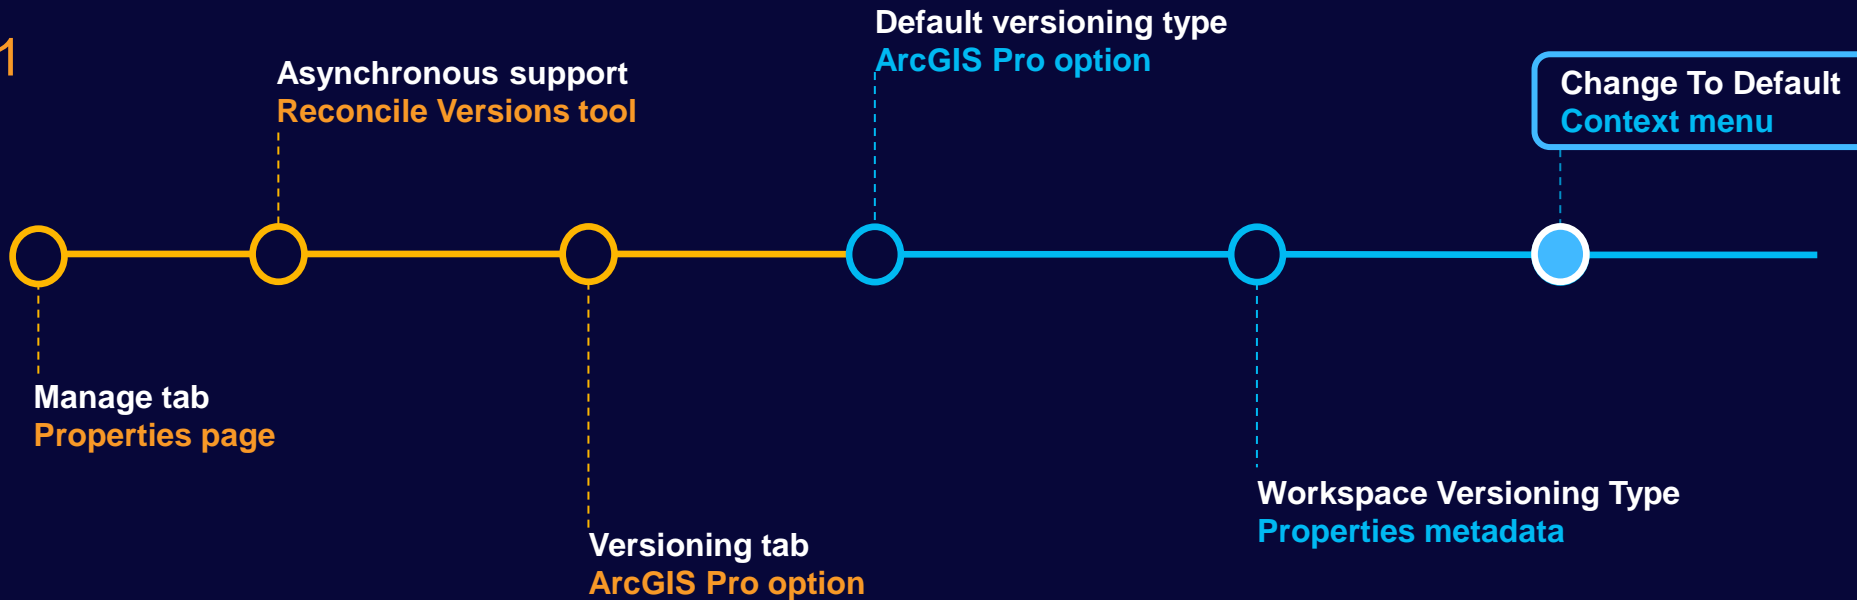 1
Manage tab
Properties page
Asynchronous support
Reconcile Versions tool
Versioning tab
ArcGIS Pro option
Default versioning type
ArcGIS Pro option
Workspace Versioning Type
Properties metadata
Change To Default
Context menu